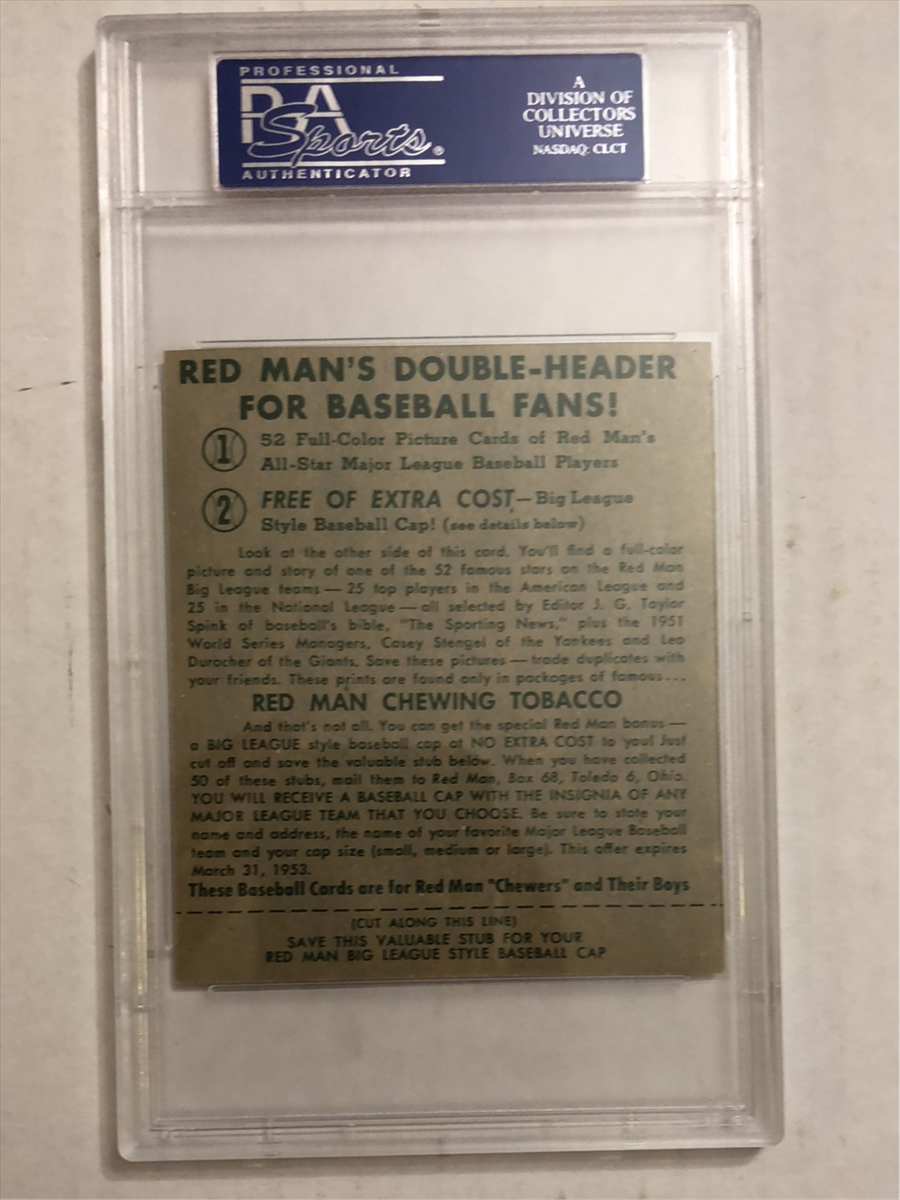 PROFESSIONAL
PSA
Sports®
AUTHENTICATOR
A
DIVISION OF
COLLECTORS
UNIVERSE
NASDAQ: CLCT
RED MAN'S DOUBLE-HEADER
FOR BASEBALL FANS!
1 52 Full-Color Picture Cards of Red Man's
All-Star Major League Baseball Players
2 FREE OF EXTRA COST—Big League
Style Baseball Cap! (see details below)
Look at the other side of this card. You'll find a full-color
picture and story of one of the 52 famous stars on the Red Man
Big League teams — 25 top players in the American League and
25 in the National League — all selected by Editor J. G. Taylor
Spink of baseball's bible, "The Sporting News," plus the 1951
World Series Managers, Casey Stengel of the Yankees and Leo
Durocher of the Giants. Save these pictures — trade duplicates with
your friends. These prints are found only in packages of famous...
RED MAN CHEWING TOBACCO
And that's not all. You can get the special Red Man bonus —
a BIG LEAGUE style baseball cap at NO EXTRA COST to you! Just
cut off and save the valuable stub below. When you have collected
50 of these stubs, mail them to Red Man, Box 68, Toledo 6, Ohio.
YOU WILL RECEIVE A BASEBALL CAP WITH THE INSIGNIA OF ANY
MAJOR LEAGUE TEAM THAT YOU CHOOSE. Be sure to state your
name and address, the name of your favorite Major League Baseball
team and your cap size (small, medium or large). This offer expires
March 31, 1953.
These Baseball Cards are for Red Man "Chewers" and Their Boys
(CUT ALONG THIS LINE)
SAVE THIS VALUABLE STUB FOR YOUR
RED MAN BIG LEAGUE STYLE BASEBALL CAP